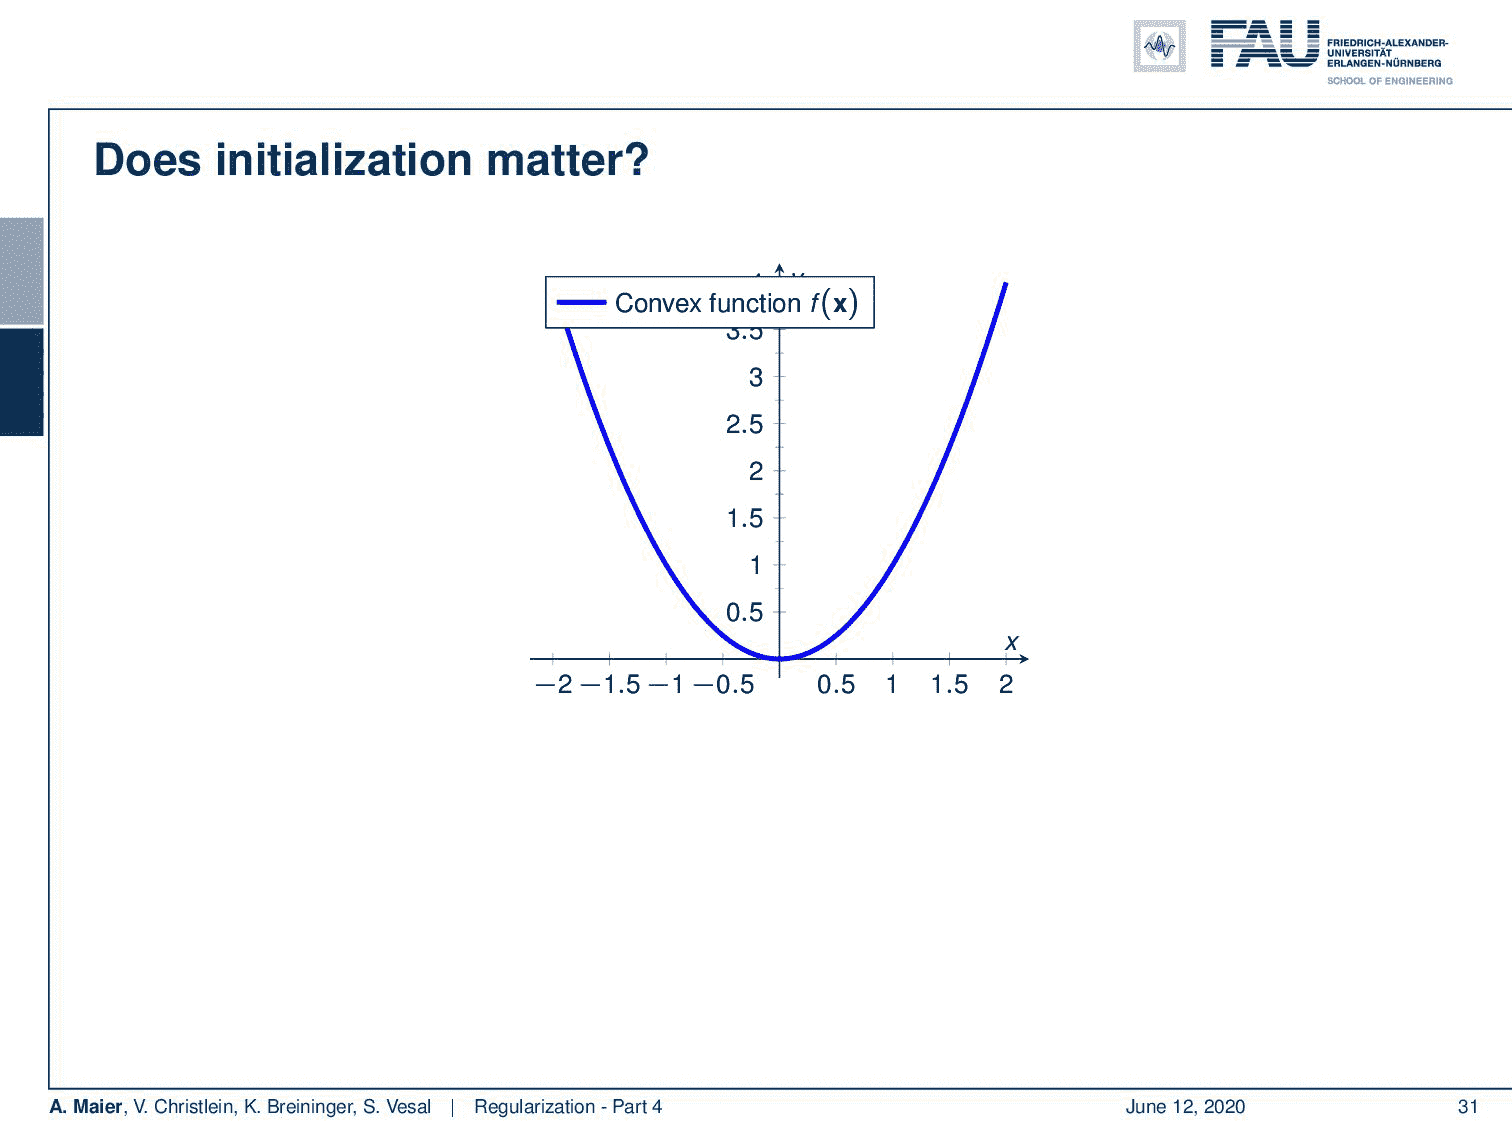 FAU
FRIEDRICH-ALEXANDER-
UNIVERSITÄT
ERLANGEN-NÜRNBERG
SCHOOL OF ENGINEERING
Does initialization matter?
Convex function f(x)
3.5
3
2.5
2
1.5
1
0.5
x
−2 −1.5 −1 −0.5 0.5 1 1.5 2
A. Maier, V. Christlein, K. Breininger, S. Vesal | Regularization - Part 4 June 12, 2020 31